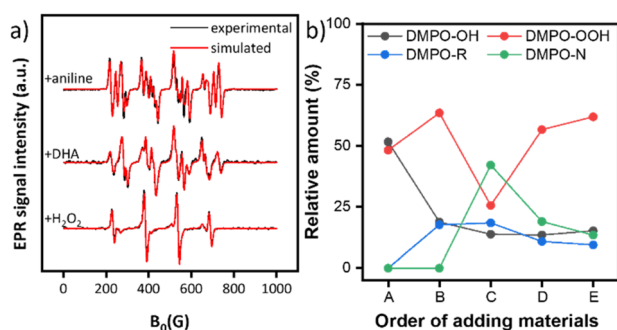 a)
experimental
simulated
+aniline
+DHA
+H₂O₂
EPR signal intensity (a.u.)
0 200 400 600 800 1000
B₀(G)
b)
DMPO-OH DMPO-OOH
DMPO-R DMPO-N
100
75
50
25
0
Relative amount (%)
A B C D E
Order of adding materials